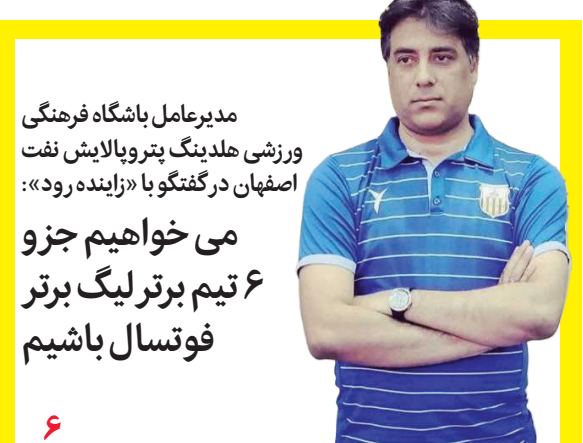 مدیرعامل باشگاه فرهنگی
ورزشی هلدینگ پتروپالایش نفت
اصفهان در گفتگو با «زاینده رود»:
می خواهیم جزو
۶ تیم برتر لیگ برتر
فوتسال باشیم
۶